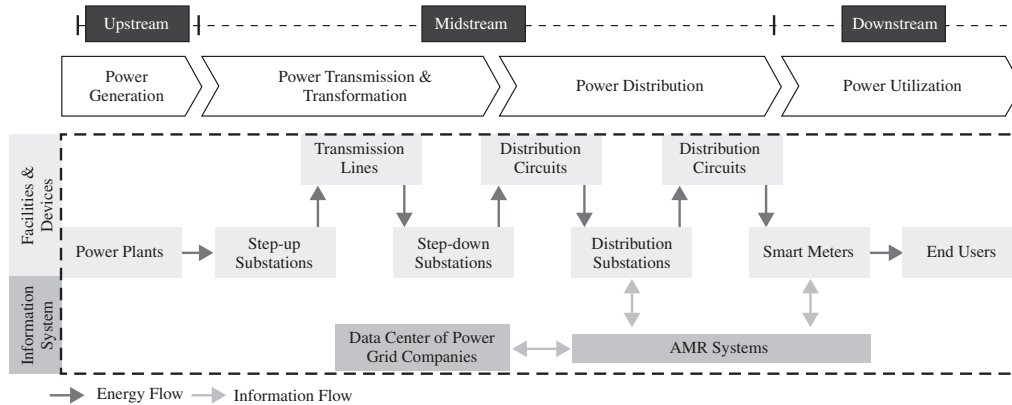 Upstream
Midstream
Downstream
Power
Generation
Power Transmission &
Transformation
Power Distribution
Power Utilization
Facilities &
Devices
Transmission
Lines
Distribution
Circuits
Distribution
Circuits
Power Plants
Step-up
Substations
Step-down
Substations
Distribution
Substations
Smart Meters
End Users
Information
System
Data Center of Power
Grid Companies
AMR Systems
Energy Flow
Information Flow